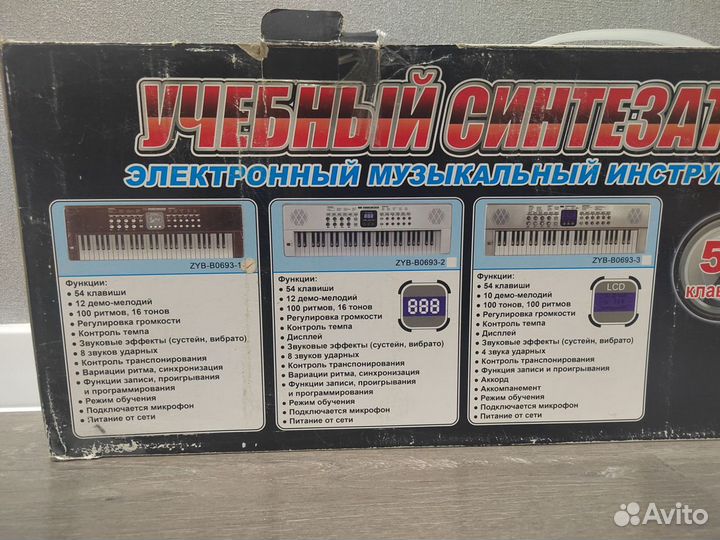 УЧЕБНЫЙ СИНТЕЗАТ
ЭЛЕКТРОННЫЙ МУЗЫКАЛЬНЫЙ ИНСТРУ
ZYB-B0693-1
Функции:
• 54 клавиши
• 12 демо-мелодий
• 100 ритмов, 16 тонов
• Регулировка громкости
• Контроль темпа
• Звуковые эффекты (сустейн, вибрато)
• 8 звуков ударных
• Контроль транспонирования
• Вариации ритма, синхронизация
• Функции записи, проигрывания
и программирования
• Режим обучения
• Подключается микрофон
• Питание от сети
ZYB-B0693-2
Функции:
• 54 клавиши
• 12 демо-мелодий
• 100 ритмов, 16 тонов
• Регулировка громкости
• Контроль темпа
• Дисплей
• Звуковые эффекты (сустейн, вибрато)
• 8 звуков ударных
• Контроль транспонирования
• Вариации ритма, синхронизация
• Функции записи, проигрывания
и программирования
• Режим обучения
• Подключается микрофон
• Питание от сети
888
ZYB-B0693-3
Функции:
• 54 клавиши
• 10 демо-мелодий
• 100 тонов, 100 ритмов
• Регулировка громкости
• Контроль темпа
• Дисплей
• Звуковые эффекты (сустейн, вибрато)
• 4 звука ударных
• Контроль транспонирования
• Функция записи и проигрывания
• Аккорд
• Аккомпанемент
• Режим обучения
• Подключается микрофон
• Питание от сети
LCD
5
клав
Avito